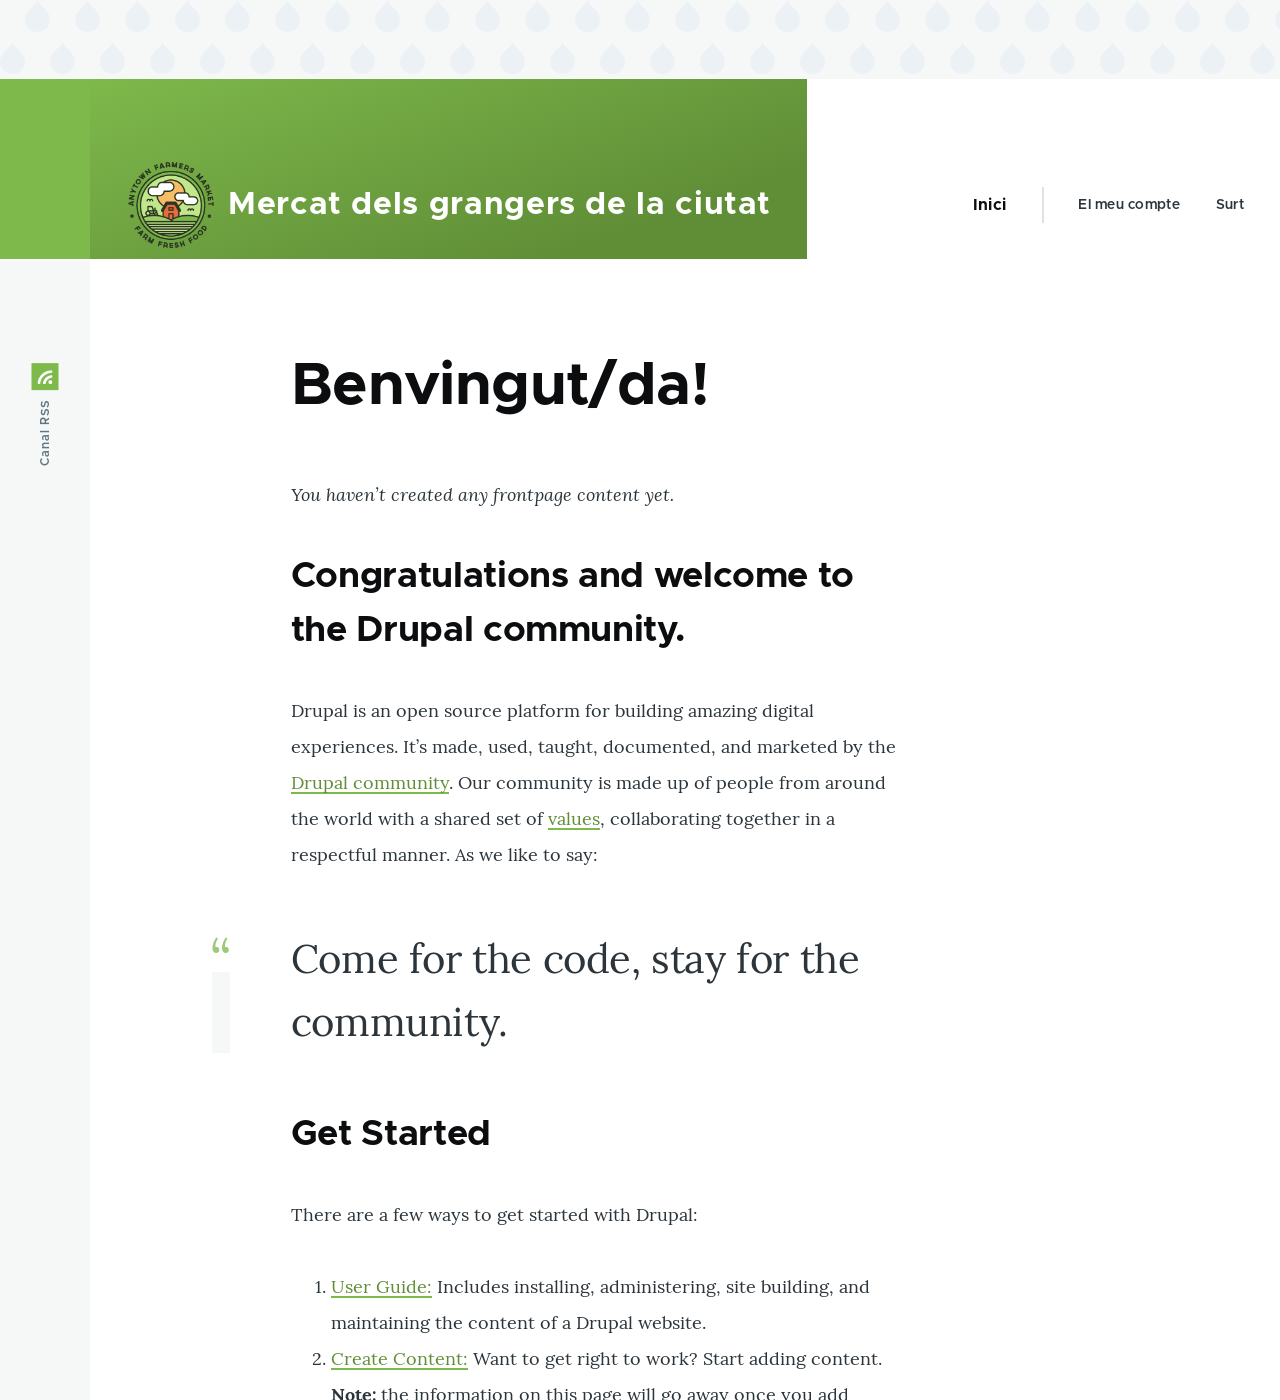 ANYTOWN FARMERS MARKET
FARM FRESH FOOD
Mercat dels grangers de la ciutat
Inici
El meu compte
Surt
Canal RSS
Benvingut/da!
You haven’t created any frontpage content yet.
Congratulations and welcome to
the Drupal community.
Drupal is an open source platform for building amazing digital
experiences. It’s made, used, taught, documented, and marketed by the
Drupal community. Our community is made up of people from around
the world with a shared set of values, collaborating together in a
respectful manner. As we like to say:
“
Come for the code, stay for the
community.
Get Started
There are a few ways to get started with Drupal:
1. User Guide: Includes installing, administering, site building, and
maintaining the content of a Drupal website.
2. Create Content: Want to get right to work? Start adding content.
Note: the information on this page will go away once you add